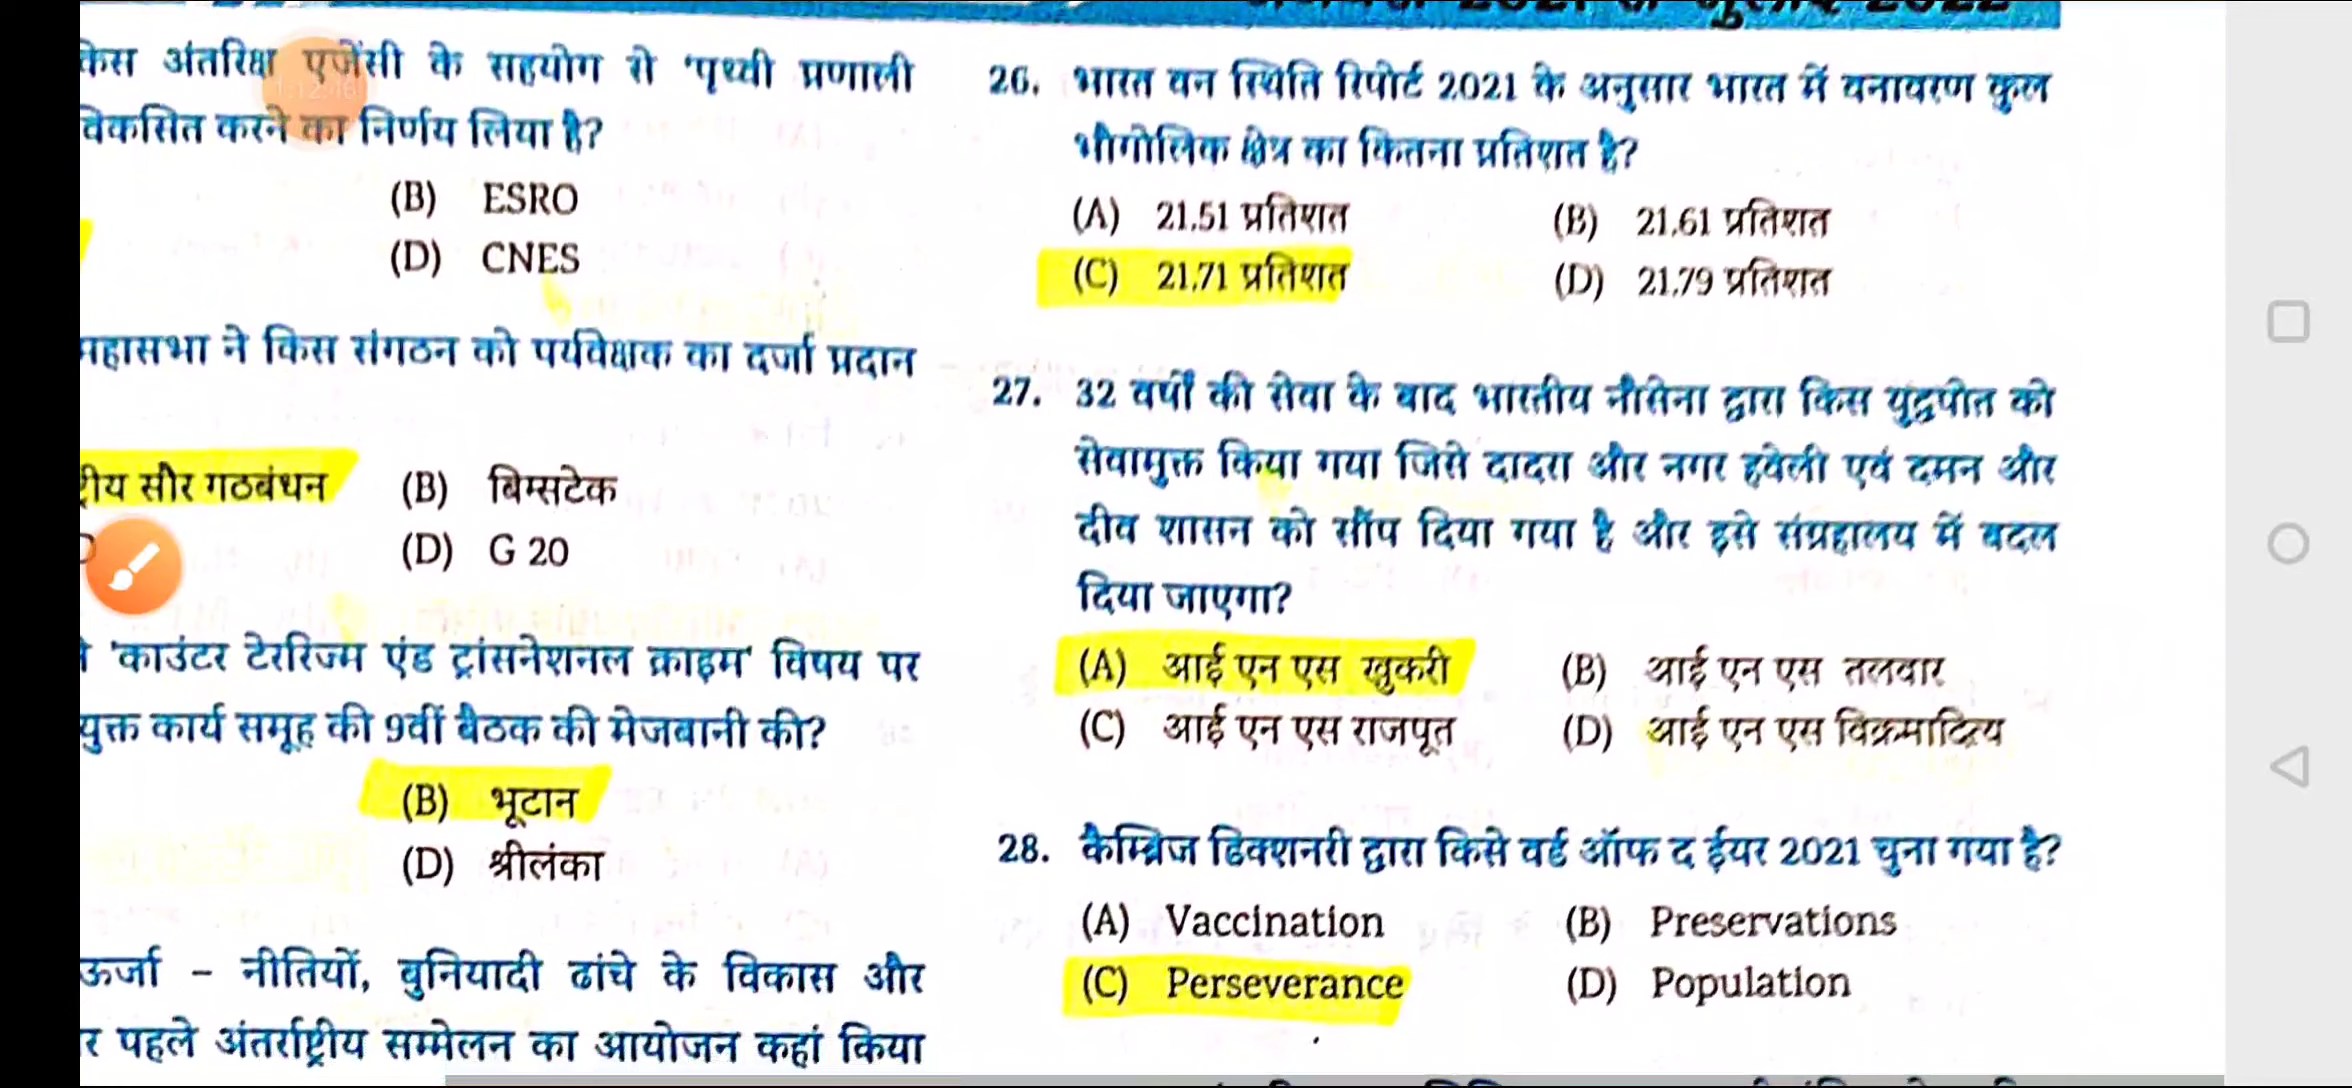 किस अंतरिक्ष एजेंसी के सहयोग से 'पृथ्वी प्रणाली
विकसित करने का निर्णय लिया है?
(B) ESRO
(D) CNES
महासभा ने किस संगठन को पर्यवेक्षक का दर्जा प्रदान
ट्रीय सौर गठबंधन (B) बिम्सटेक
(D) G 20
'काउंटर टेररिज्म एंड ट्रांसनेशनल क्राइम' विषय पर
युक्त कार्य समूह की 9वीं बैठक की मेजबानी की?
(B) भूटान
(D) श्रीलंका
ऊर्जा - नीतियों, बुनियादी ढांचे के विकास और
र पहले अंतर्राष्ट्रीय सम्मेलन का आयोजन कहां किया
26. भारत वन स्थिति रिपोर्ट 2021 के अनुसार भारत में वनावरण कुल
भौगोलिक क्षेत्र का कितना प्रतिशत है?
(A) 21.51 प्रतिशत (B) 21.61 प्रतिशत
(C) 21.71 प्रतिशत (D) 21.79 प्रतिशत
27. 32 वर्षों की सेवा के बाद भारतीय नौसेना द्वारा किस युद्धपोत को
सेवामुक्त किया गया जिसे दादरा और नगर हवेली एवं दमन और
दीव शासन को सौंप दिया गया है और इसे संग्रहालय में बदल
दिया जाएगा?
(A) आई एन एस खुकरी (B) आई एन एस तलवार
(C) आई एन एस राजपूत (D) आई एन एस विक्रमादित्य
28. कैम्ब्रिज डिक्शनरी द्वारा किसे वर्ड ऑफ द ईयर 2021 चुना गया है?
(A) Vaccination (B) Preservations
(C) Perseverance (D) Population